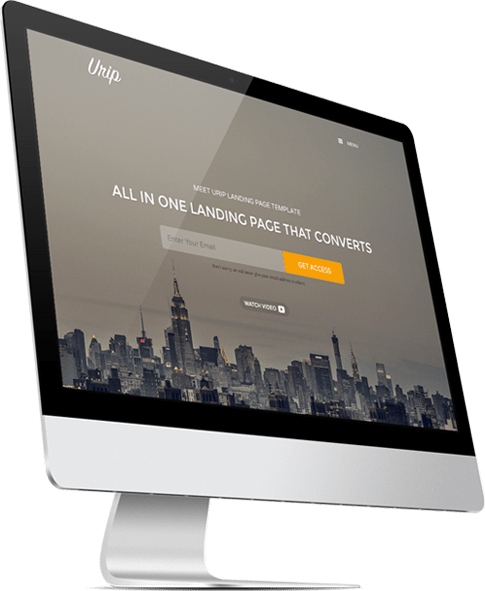 Urip
MENU
MEET URIP LANDING PAGE TEMPLATE
ALL IN ONE LANDING PAGE THAT CONVERTS
Enter Your Email
GET ACCESS
WATCH VIDEO